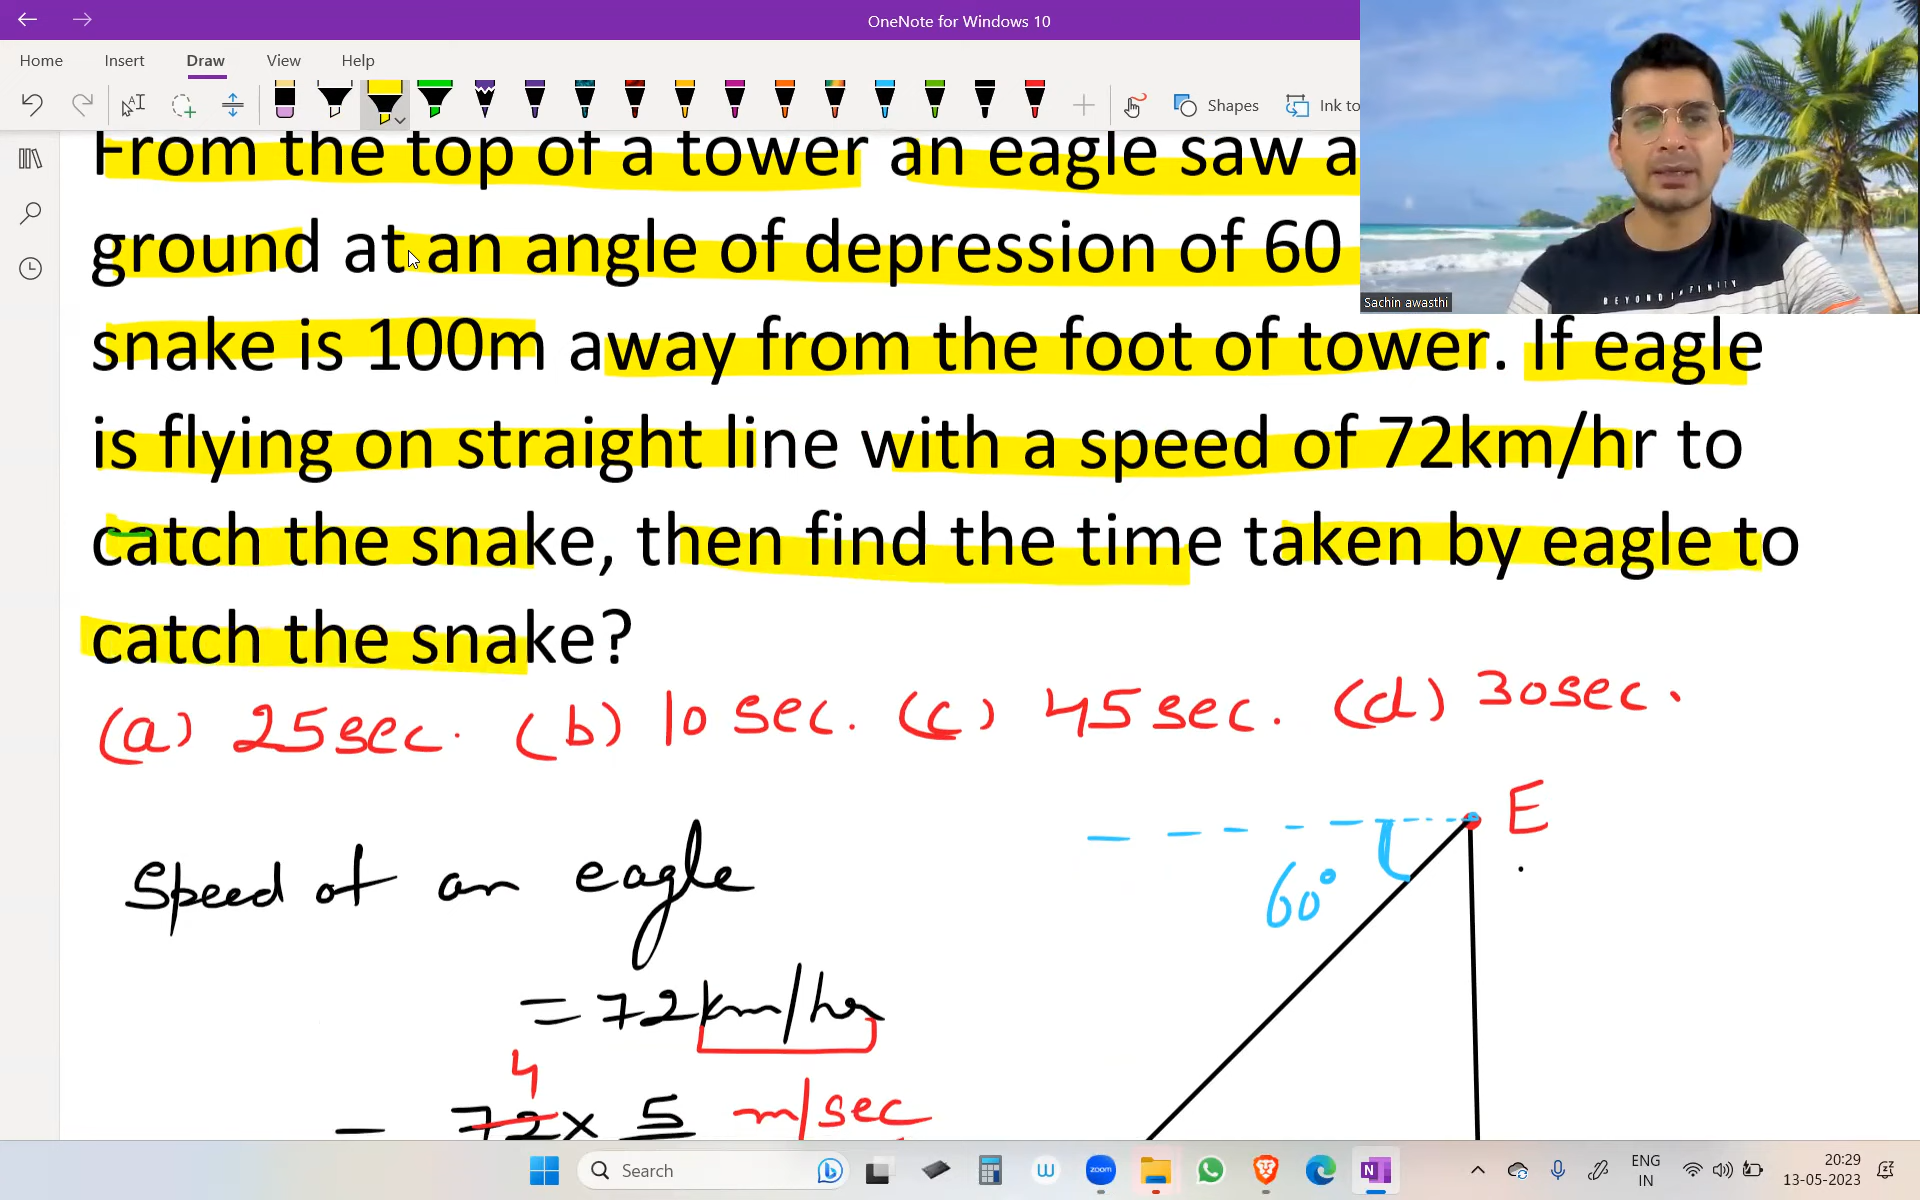 OneNote for Windows 10
Home Insert Draw View Help
Shapes Ink to
From the top of a tower an eagle saw a
ground at an angle of depression of 60
snake is 100m away from the foot of tower. If eagle
is flying on straight line with a speed of 72km/hr to
catch the snake, then find the time taken by eagle to
catch the snake?
BEYOND INFINITY
Sachin awasthi
(a) 25sec. (b) 10 sec. (c) 45sec. (d) 30sec.
E
60°
Speed of an eagle
= 72km/hr
4
= 72 × 5 m/sec
Search
zoom
ENG
IN
20:29
13-05-2023